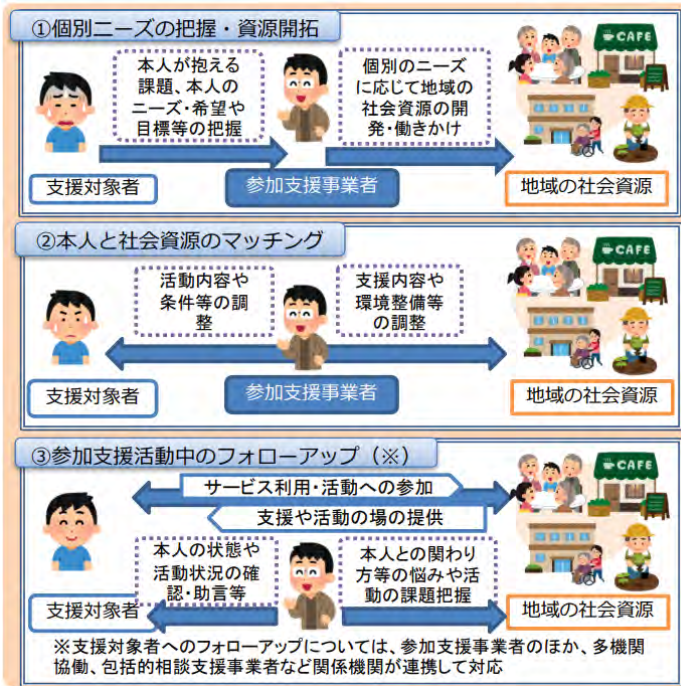 ①個別ニーズの把握・資源開拓
本人が抱える
課題、本人の
ニーズ・希望や
目標等の把握
個別のニーズ
に応じて地域の
社会資源の開
発・働きかけ
CAFE
支援対象者
参加支援事業者
地域の社会資源
②本人と社会資源のマッチング
活動内容や
条件等の調
整
支援内容や
環境整備等
の調整
CAFE
支援対象者
参加支援事業者
地域の社会資源
③参加支援活動中のフォローアップ（※）
サービス利用・活動への参加
支援や活動の場の提供
CAFE
本人の状態や
活動状況の確
認・助言等
本人との関わり
方等の悩みや活
動の課題把握
支援対象者
地域の社会資源
※支援対象者へのフォローアップについては、参加支援事業者のほか、多機関
協働、包括的相談支援事業者など関係機関が連携して対応